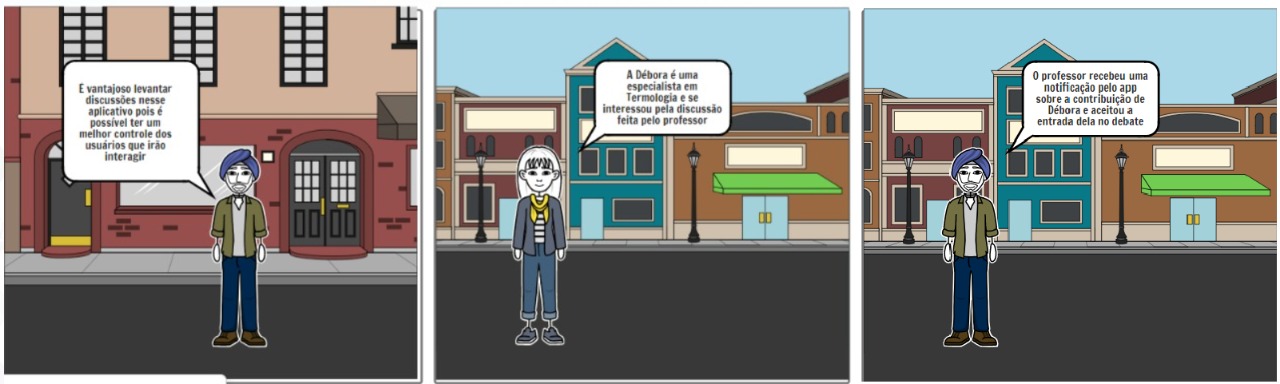 É vantajoso levantar
discussões nesse
aplicativo pois é
possível ter um
melhor controle dos
usuários que irão
interagir
A Débora é uma
especialista em
Termologia e se
interessou pela discussão
feita pelo professor
O professor recebeu uma
notificação pelo app
sobre a contribuição de
Débora e aceitou a
entrada dela no debate